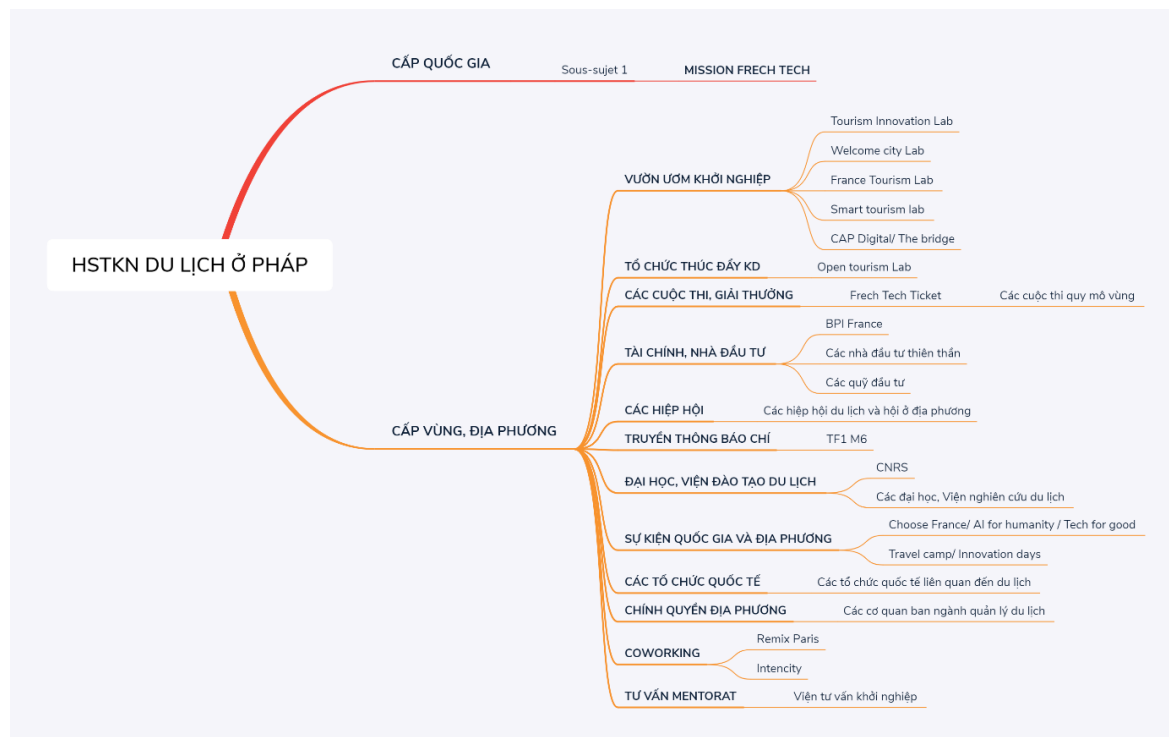 HSTKN DU LỊCH Ở PHÁP
CẤP QUỐC GIA
Sous-sujet 1
MISSION FRECH TECH
CẤP VÙNG, ĐỊA PHƯƠNG
VƯỜN ƯƠM KHỞI NGHIỆP
Tourism Innovation Lab
Welcome city Lab
France Tourism Lab
Smart tourism lab
CAP Digital/ The bridge
TỔ CHỨC THÚC ĐẨY KD
Open tourism Lab
CÁC CUỘC THI, GIẢI THƯỞNG
Frech Tech Ticket
Các cuộc thi quy mô vùng
TÀI CHÍNH, NHÀ ĐẦU TƯ
BPI France
Các nhà đầu tư thiên thần
Các quỹ đầu tư
CÁC HIỆP HỘI
Các hiệp hội du lịch và hội ở địa phương
TRUYỀN THÔNG BÁO CHÍ
TF1 M6
ĐẠI HỌC, VIỆN ĐÀO TẠO DU LỊCH
CNRS
Các đại học, Viện nghiên cứu du lịch
SỰ KIỆN QUỐC GIA VÀ ĐỊA PHƯƠNG
Choose France/ AI for humanity / Tech for good
Travel camp/ Innovation days
CÁC TỔ CHỨC QUỐC TẾ
Các tổ chức quốc tế liên quan đến du lịch
CHÍNH QUYỀN ĐỊA PHƯƠNG
Các cơ quan ban ngành quản lý du lịch
COWORKING
Remix Paris
Intencity
TƯ VẤN MENTORAT
Viện tư vấn khởi nghiệp